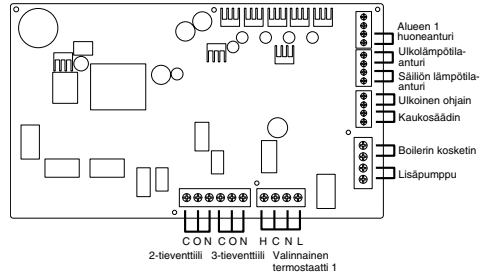 Alueen 1
huoneanturi
Ulkolämpötila-
anturi
Säiliön lämpötila-
anturi
Ulkoinen ohjain
Kaukosäädin
Boilerin kosketin
Lisäpumppu
C O N C O N H C N L
2-tieventtiili 3-tieventtiili Valinnainen
termostaatti 1